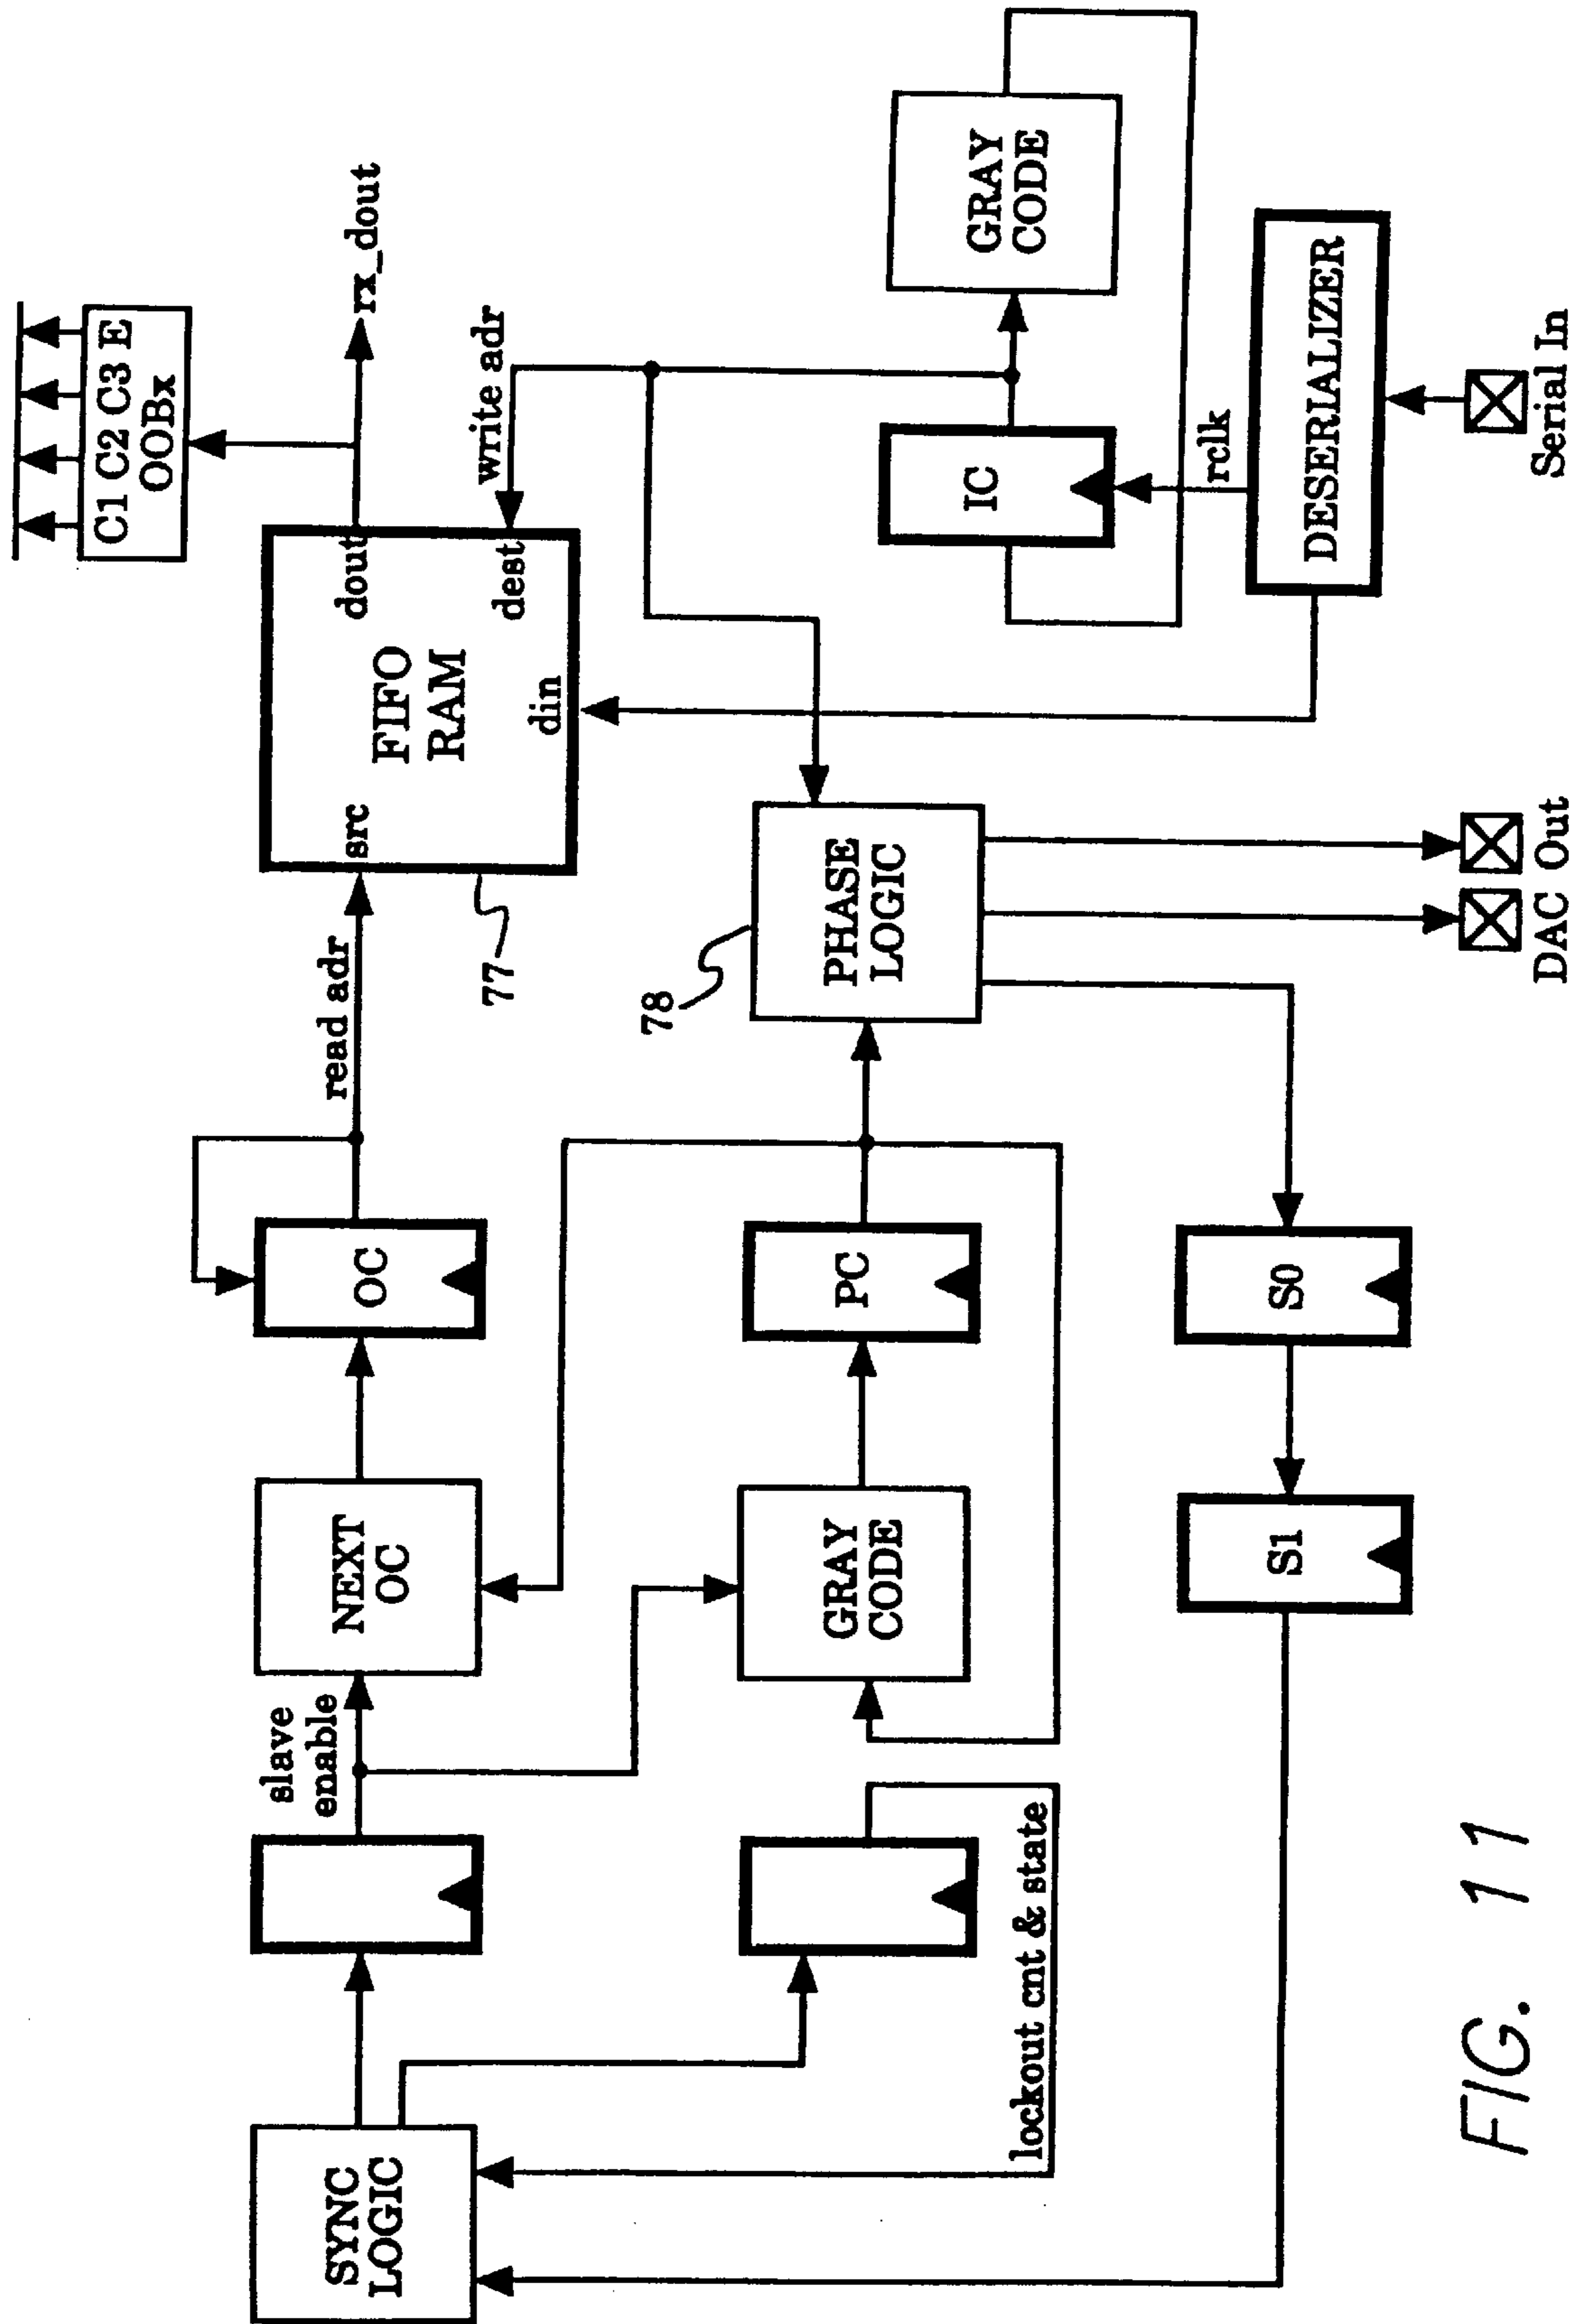 C1 C2 C3 E
OOBx
rx_dout
dout
write adr
dest
FIFO
RAM
din
src
read adr
77
OC
NEXT
OC
slave
enable
SYNC
LOGIC
GRAY
CODE
IC
rclk
DESERIALIZER
Serial In
PHASE
LOGIC
78
DAC Out
PC
GRAY
CODE
lockout cnt & state
S0
S1
FIG. 11